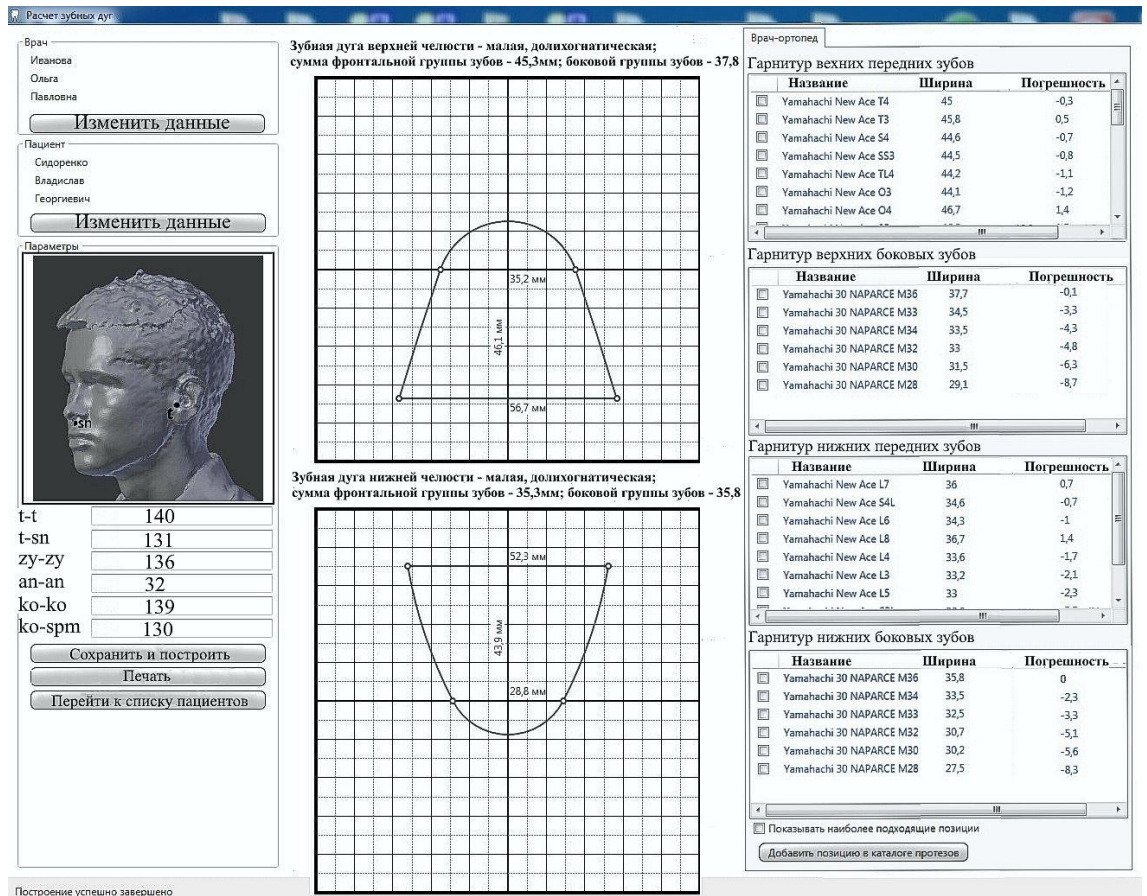 Расчет зубных дуг
Врач
Иванова
Ольга
Павловна
Изменить данные
Пациент
Сидоренко
Владислав
Георгиевич
Изменить данные
Параметры
sn
t
t-t 140
t-sn 131
zy-zy 136
an-an 32
ko-ko 139
ko-spm 130
Сохранить и построить
Печать
Перейти к списку пациентов
Зубная дуга верхней челюсти - малая, долихогнатическая;
сумма фронтальной группы зубов - 45,3мм; боковой группы зубов - 37,8
35,2 мм
46,1 мм
56,7 мм
Зубная дуга нижней челюсти - малая, долихогнатическая;
сумма фронтальной группы зубов - 35,3мм; боковой группы зубов - 35,8
52,3 мм
43,9 мм
28,8 мм
Врач-ортопед
Гарнитур вехних передних зубов
Название Ширина Погрешность
Yamahachi New Ace T4 45 -0,3
Yamahachi New Ace T3 45,8 0,5
Yamahachi New Ace S4 44,6 -0,7
Yamahachi New Ace SS3 44,5 -0,8
Yamahachi New Ace TL4 44,2 -1,1
Yamahachi New Ace O3 44,1 -1,2
Yamahachi New Ace O4 46,7 1,4
Гарнитур верхних боковых зубов
Название Ширина Погрешность
Yamahachi 30 NAPARCE M36 37,7 -0,1
Yamahachi 30 NAPARCE M33 34,5 -3,3
Yamahachi 30 NAPARCE M34 33,5 -4,3
Yamahachi 30 NAPARCE M32 33 -4,8
Yamahachi 30 NAPARCE M30 31,5 -6,3
Yamahachi 30 NAPARCE M28 29,1 -8,7
Гарнитур нижних передних зубов
Название Ширина Погрешность
Yamahachi New Ace L7 36 0,7
Yamahachi New Ace S4L 34,6 -0,7
Yamahachi New Ace L6 34,3 -1
Yamahachi New Ace L8 36,7 1,4
Yamahachi New Ace L4 33,6 -1,7
Yamahachi New Ace L3 33,2 -2,1
Yamahachi New Ace L5 33 -2,3
Гарнитур нижних боковых зубов
Название Ширина Погрешность
Yamahachi 30 NAPARCE M36 35,8 0
Yamahachi 30 NAPARCE M34 33,5 -2,3
Yamahachi 30 NAPARCE M33 32,5 -3,3
Yamahachi 30 NAPARCE M32 30,7 -5,1
Yamahachi 30 NAPARCE M30 30,2 -5,6
Yamahachi 30 NAPARCE M28 27,5 -8,3
Показывать наиболее подходящие позиции
Добавить позицию в каталоге протезов
Построение успешно завершено